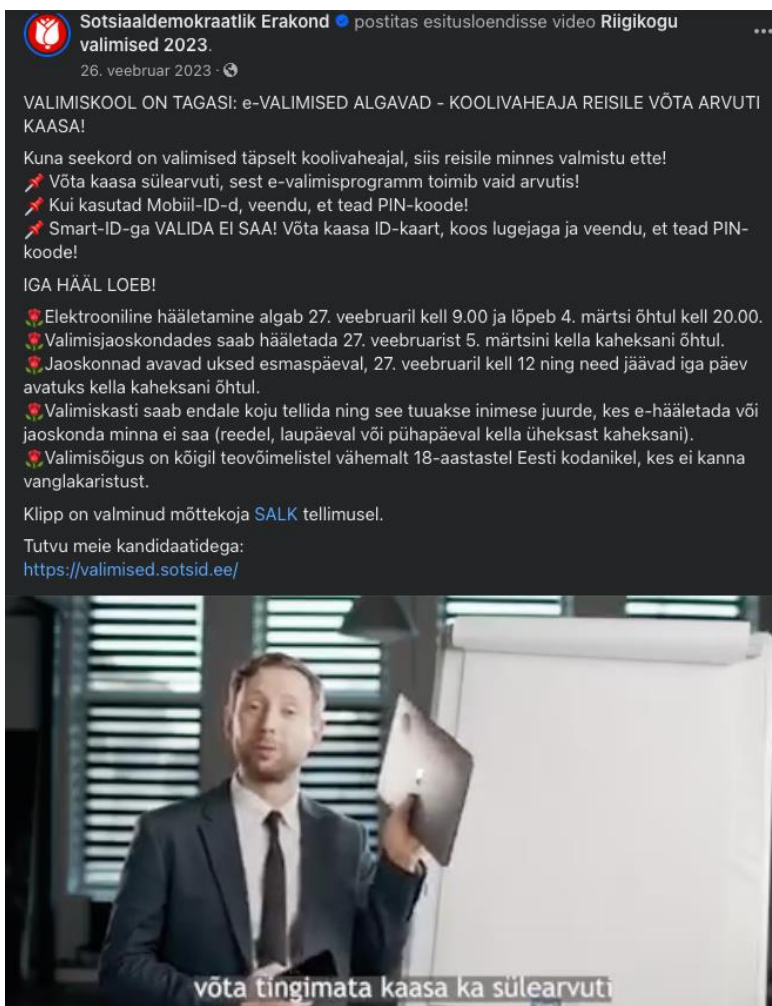 Sotsiaaldemokraatlik Erakond postitas esitusloendisse video Riigikogu
valimised 2023.
26. veebruar 2023 ·
VALIMISKOOL ON TAGASI: e-VALIMISED ALGAVAD - KOOLIVAHEAJA REISILE VÕTA ARVUTI
KAASA!
Kuna seekord on valimised täpselt koolivaheajal, siis reisile minnes valmistu ette!
📌 Võta kaasa sülearvuti, sest e-valimisprogramm toimib vaid arvutis!
📌 Kui kasutad Mobiil-ID-d, veendu, et tead PIN-koode!
📌 Smart-ID-ga VALIDA EI SAA! Võta kaasa ID-kaart, koos lugejaga ja veendu, et tead PIN-
koode!
IGA HÄÄL LOEB!
🌹Elektrooniline hääletamine algab 27. veebruaril kell 9.00 ja lõpeb 4. märtsi õhtul kell 20.00.
🌹Valimisjaoskondades saab hääletada 27. veebruarist 5. märtsini kella kaheksani õhtul.
🌹Jaoskonnad avavad uksed esmaspäeval, 27. veebruaril kell 12 ning need jäävad iga päev
avatuks kella kaheksani õhtul.
🌹Valimiskasti saab endale koju tellida ning see tuuakse inimese juurde, kes e-hääletada või
jaoskonda minna ei saa (reedel, laupäeval või pühapäeval kella üheksast kaheksani).
🌹Valimisõigus on kõigil teovõimelistel vähemalt 18-aastastel Eesti kodanikel, kes ei kanna
vanglakaristust.
Klipp on valminud mõttekoja SALK tellimusel.
Tutvu meie kandidaatidega:
https://valimised.sotsid.ee/
võta tingimata kaasa ka sülearvuti